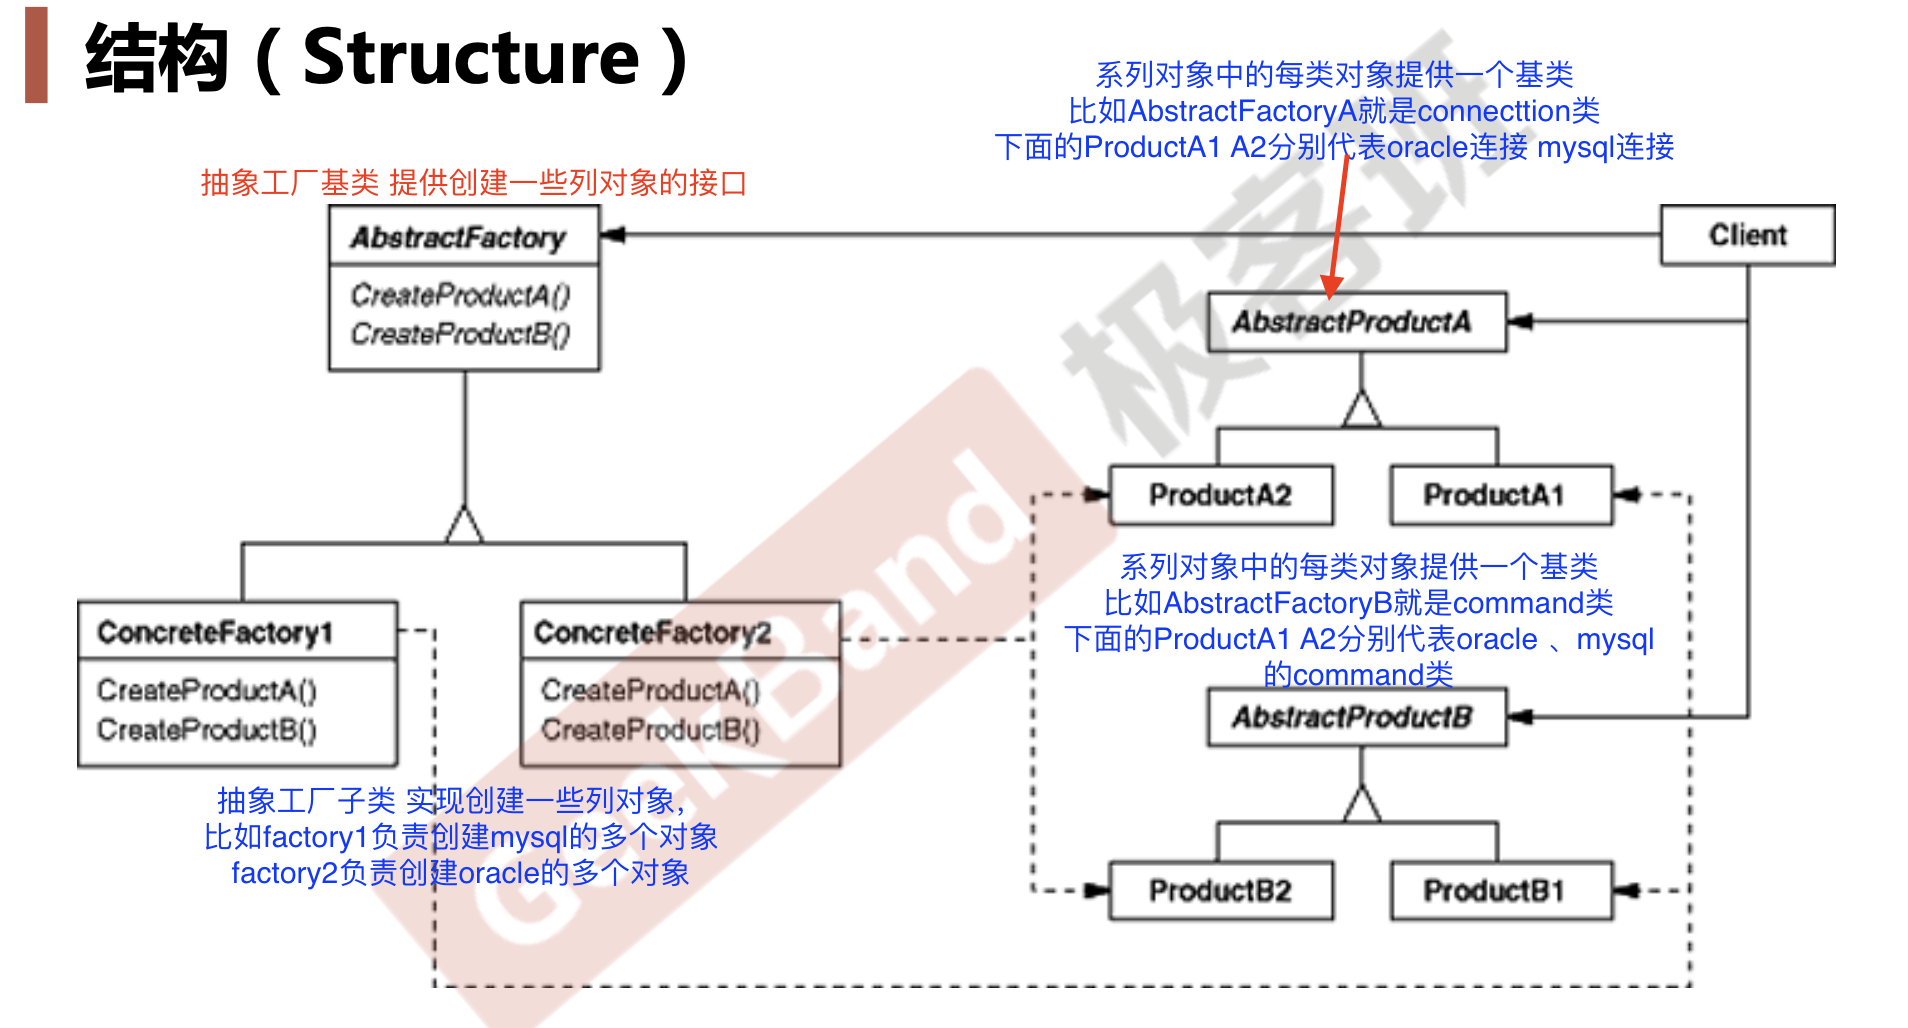 结构（Structure）
系列对象中的每类对象提供一个基类
比如AbstractFactoryA就是connecttion类
下面的ProductA1 A2分别代表oracle连接 mysql连接
抽象工厂基类 提供创建一些列对象的接口
AbstractFactory
CreateProductA()
CreateProductB()
Client
AbstractProductA
ProductA2
ProductA1
系列对象中的每类对象提供一个基类
比如AbstractFactoryB就是command类
下面的ProductA1 A2分别代表oracle 、mysql
的command类
ConcreteFactory1
CreateProductA()
CreateProductB()
ConcreteFactory2
CreateProductA()
CreateProductB()
AbstractProductB
抽象工厂子类 实现创建一些列对象，
比如factory1负责创建mysql的多个对象
factory2负责创建oracle的多个对象
ProductB2
ProductB1
GeekBand
极客班